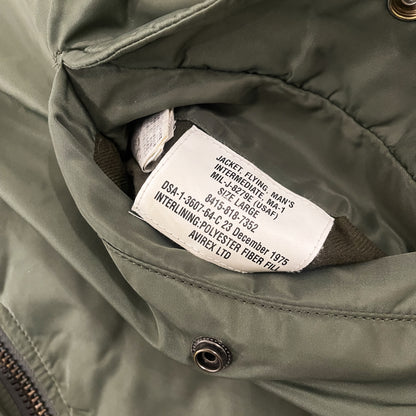 JACKET, FLYING, MAN'S
INTERMEDIATE, MA-1
MIL-J-8279E (USAF)
SIZE LARGE
8415-818-7352
DSA-1-3607-64-C 23 December 1975
INTERLINING:POLYESTER FIBER FILL
AVIREX LTD